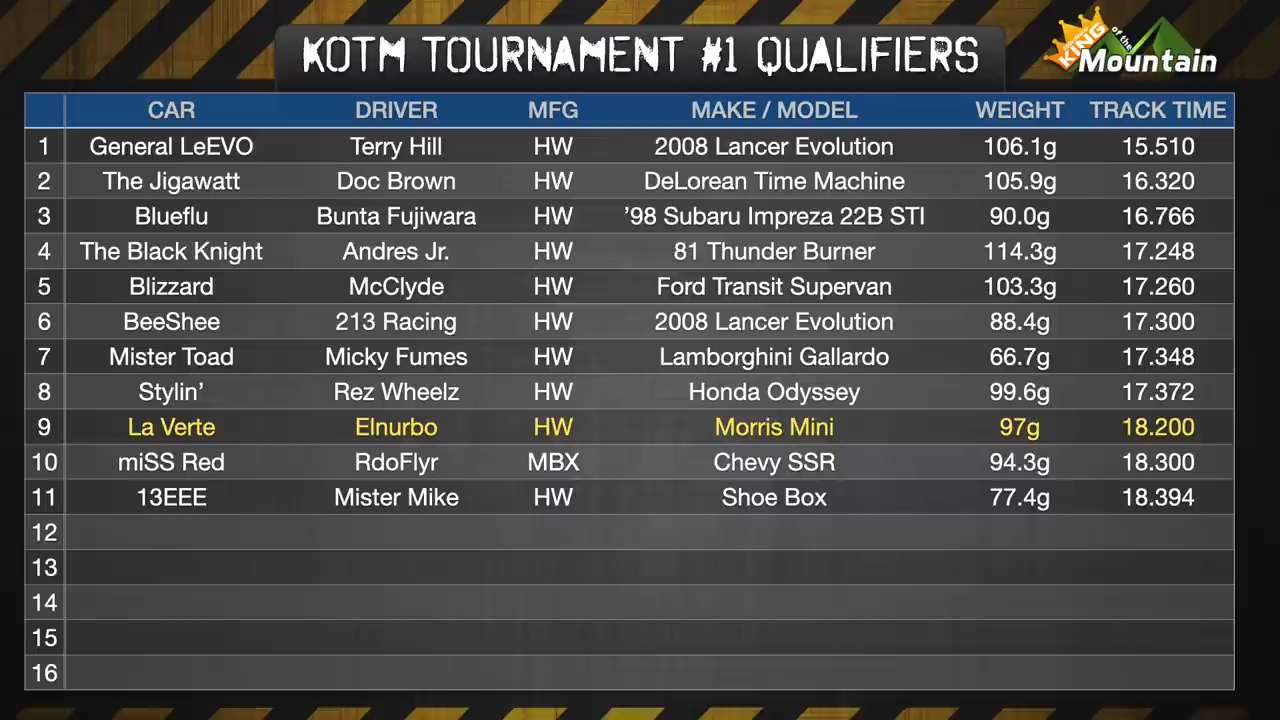 KOTM TOURNAMENT #1 QUALIFIERS
KING of the Mountain
CAR DRIVER MFG MAKE / MODEL WEIGHT TRACK TIME
1 General LeEVO Terry Hill HW 2008 Lancer Evolution 106.1g 15.510
2 The Jigawatt Doc Brown HW DeLorean Time Machine 105.9g 16.320
3 Blueflu Bunta Fujiwara HW ’98 Subaru Impreza 22B STI 90.0g 16.766
4 The Black Knight Andres Jr. HW 81 Thunder Burner 114.3g 17.248
5 Blizzard McClyde HW Ford Transit Supervan 103.3g 17.260
6 BeeShee 213 Racing HW 2008 Lancer Evolution 88.4g 17.300
7 Mister Toad Micky Fumes HW Lamborghini Gallardo 66.7g 17.348
8 Stylin’ Rez Wheelz HW Honda Odyssey 99.6g 17.372
9 La Verte Elnurbo HW Morris Mini 97g 18.200
10 miSS Red RdoFlyr MBX Chevy SSR 94.3g 18.300
11 13EEE Mister Mike HW Shoe Box 77.4g 18.394
12
13
14
15
16